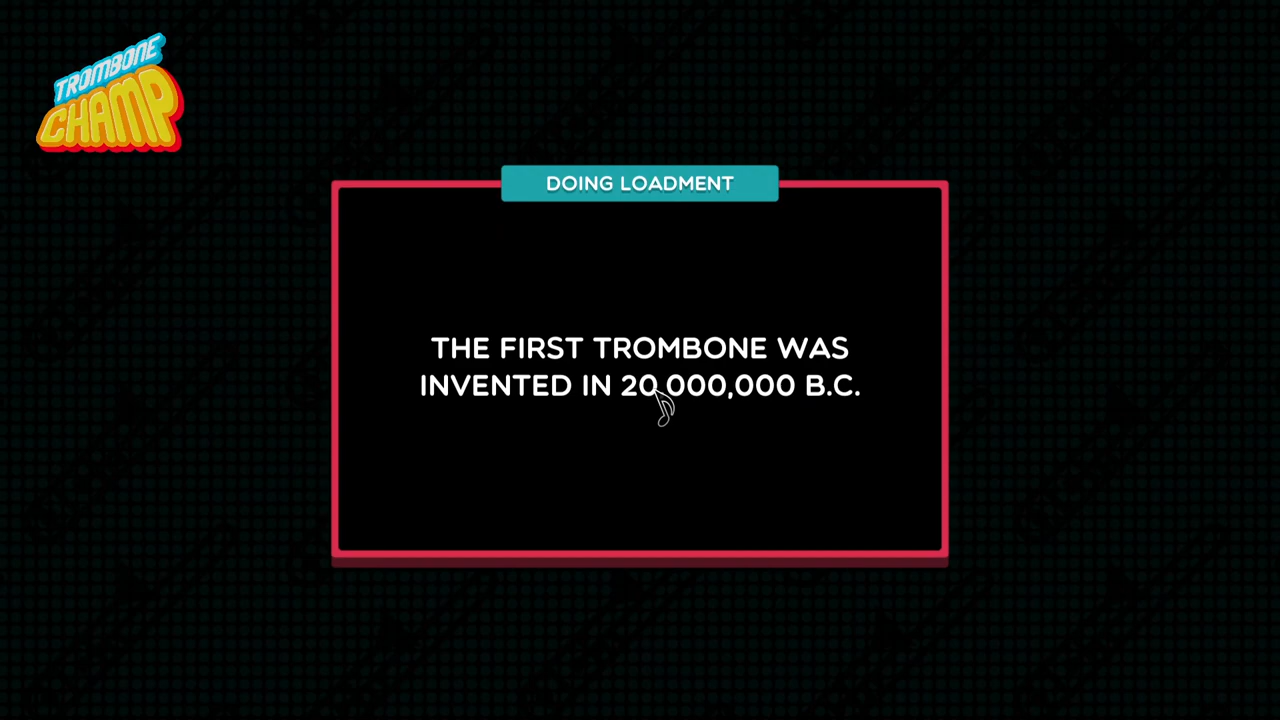 TROMBONE
CHAMP
DOING LOADMENT
THE FIRST TROMBONE WAS
INVENTED IN 20,000,000 B.C.